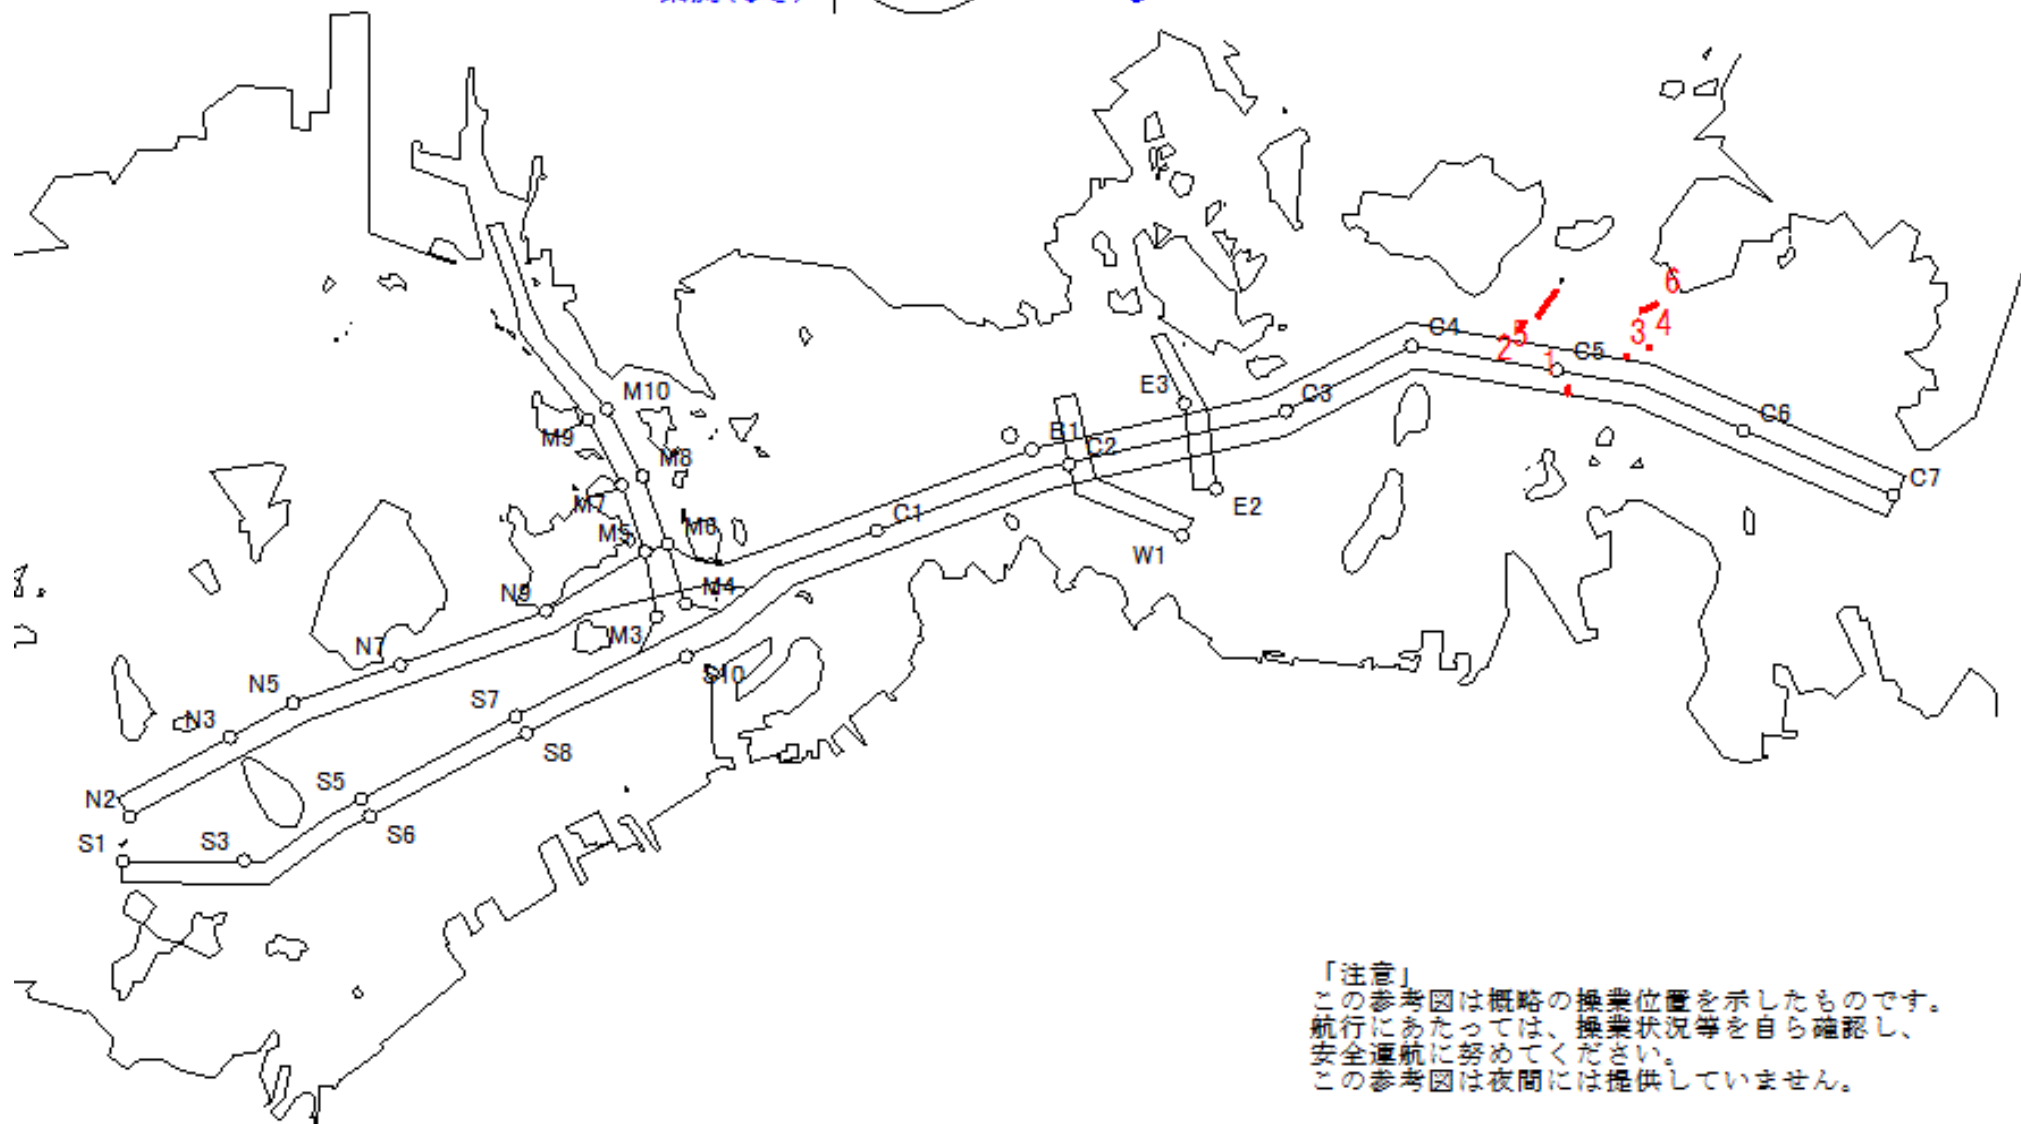 C4
6
5
3 4
2
1
C5
E3
C3
M10
B1
C6
M9
C2
M8
C7
M7
E2
C1
M5
M6
W1
N9
M4
M3
N7
S10
N5
S7
N3
S8
S5
N2
S6
S1
S3
「注意」
この参考図は概略の操業位置を示したものです。
航行にあたっては、操業状況等を自ら確認し、
安全運航に努めてください。
この参考図は夜間には提供していません。